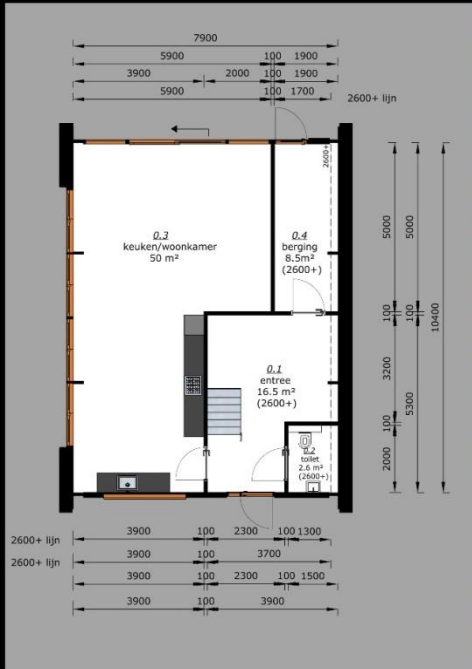 7900
5900 100 1900
3900 2000 100 1900
5900 100 1700 2600+ lijn
2600+
0.3
keuken/woonkamer
50 m²
0.4
berging
8.5m²
(2600+)
0.1
entree
16.5 m²
(2600+)
0.2
toilet
2.6 m²
(2600+)
5000
100
3200
100
2000
5000
100
5300
10400
3900 100 2300 100 1300
2600+ lijn
3900 100 3700
2600+ lijn
3900 100 2300 100 1500
3900 100 3900